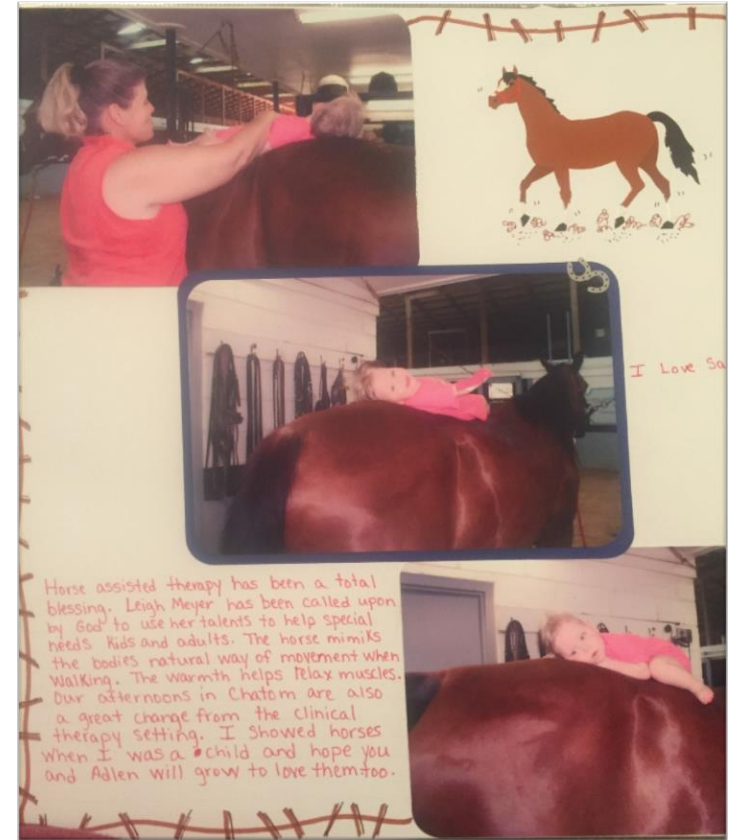 I Love Sa
Horse assisted therapy has been a total
blessing. Leigh Meyer has been called upon
by God to use her talents to help special
needs Kids and adults. The horse mimiks
the bodies natural way of movement when
walking. The warmth helps relax muscles.
Our afternoons in Chatom are also
a great change from the clinical
therapy setting. I showed horses
when I was a child and hope you
and Adlen will grow to love them too.